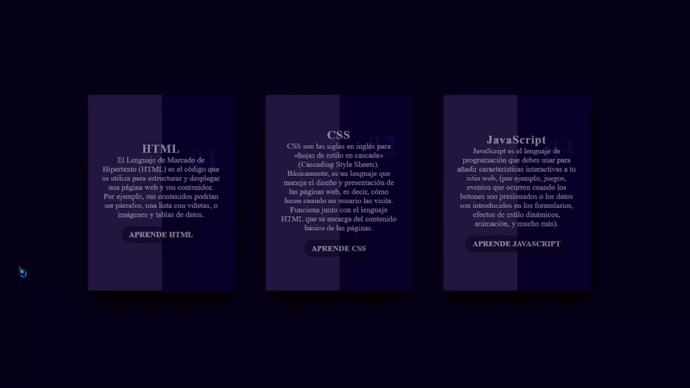 01
HTML
El Lenguaje de Marcado de
Hipertexto (HTML) es el código que
se utiliza para estructurar y desplegar
una página web y sus contenidos.
Por ejemplo, sus contenidos podrían
ser párrafos, una lista con viñetas, o
imágenes y tablas de datos.
APRENDE HTML
02
CSS
CSS son las siglas en inglés para
«hojas de estilo en cascada»
(Cascading Style Sheets).
Básicamente, es un lenguaje que
maneja el diseño y presentación de
las páginas web, es decir, cómo
lucen cuando un usuario las visita.
Funciona junto con el lenguaje
HTML que se encarga del contenido
básico de las páginas.
APRENDE CSS
03
JavaScript
JavaScript es el lenguaje de
programación que debes usar para
añadir características interactivas a tu
sitio web, (por ejemplo, juegos,
eventos que ocurren cuando los
botones son presionados o los datos
son introducidos en los formularios,
efectos de estilo dinámicos,
animación, y mucho más).
APRENDE JAVASCRIPT